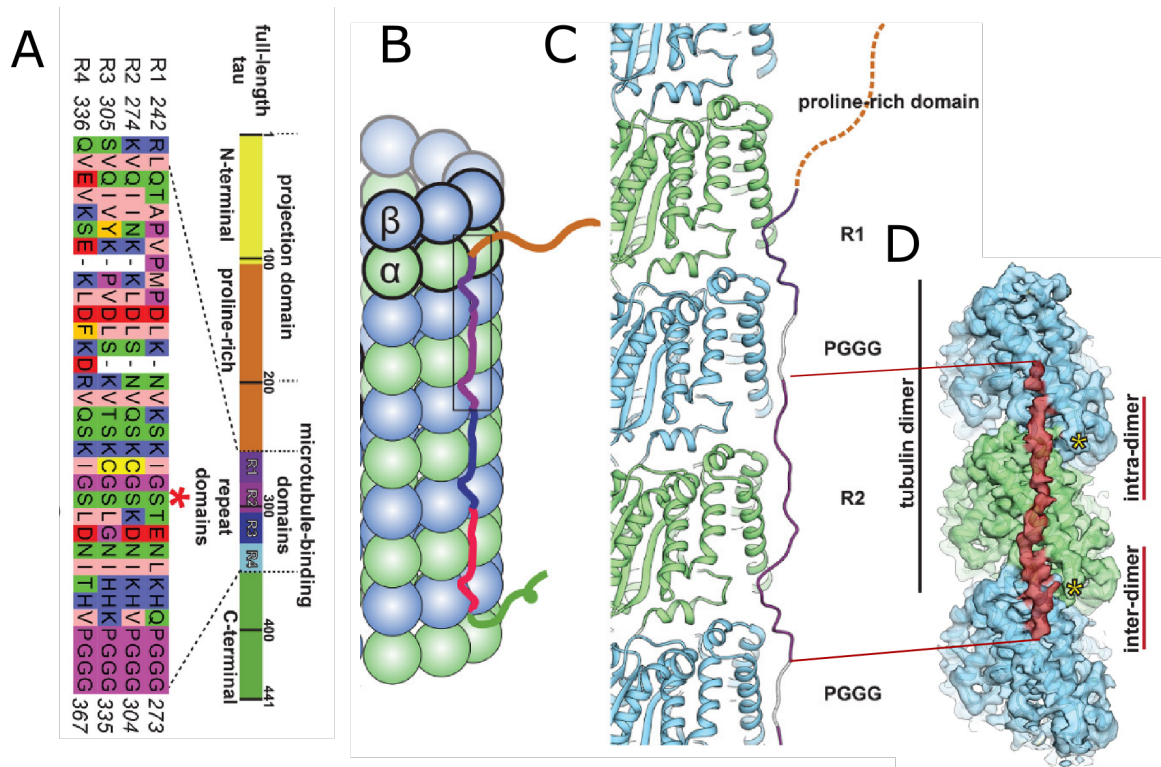 A
full-length tau
1
100
200
300
400
441
projection domain
microtubule-binding domains
N-terminal
proline-rich
repeat domains
C-terminal
R1
R2
R3
R4
R1 242 R L Q T A P V P M P D L K - N V K S K I G S T E N L K H Q P G G G 273
R2 274 K V Q I I N K - K L D L S - N V Q S K C G S K D N I K H V P G G G 304
R3 305 S V Q I V Y K - P V D L S - K V T S K C G S L G N I H H K P G G G 335
R4 336 Q V E V K S E - K L D F K D R V Q S K I G S L D N I T H V P G G G 367
*
B
β
α
C
proline-rich domain
R1
PGGG
R2
PGGG
D
tubulin dimer
*
*
intra-dimer
inter-dimer